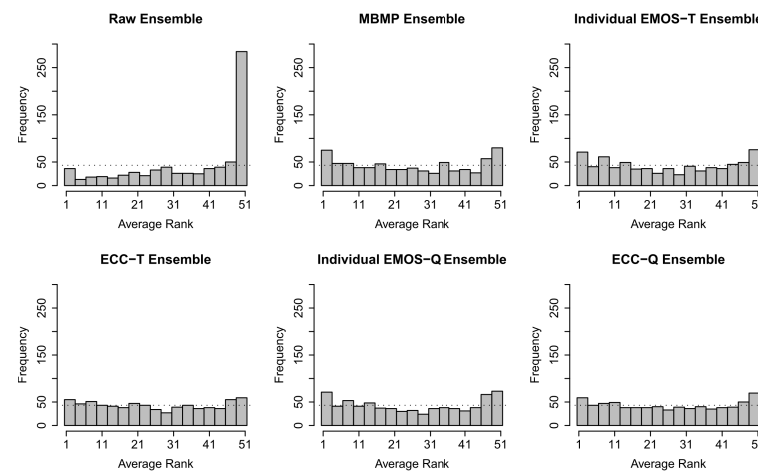 Raw Ensemble
Frequency
0 50 150 250
1 11 21 31 41 51
Average Rank
MBMP Ensemble
Frequency
0 50 150 250
1 11 21 31 41 51
Average Rank
Individual EMOS−T Ensemble
Frequency
0 50 150 250
1 11 21 31 41 5
Average Rank
ECC−T Ensemble
Frequency
0 50 150 250
1 11 21 31 41 51
Average Rank
Individual EMOS−Q Ensemble
Frequency
0 50 150 250
1 11 21 31 41 51
Average Rank
ECC−Q Ensemble
Frequency
0 50 150 250
1 11 21 31 41 5
Average Rank